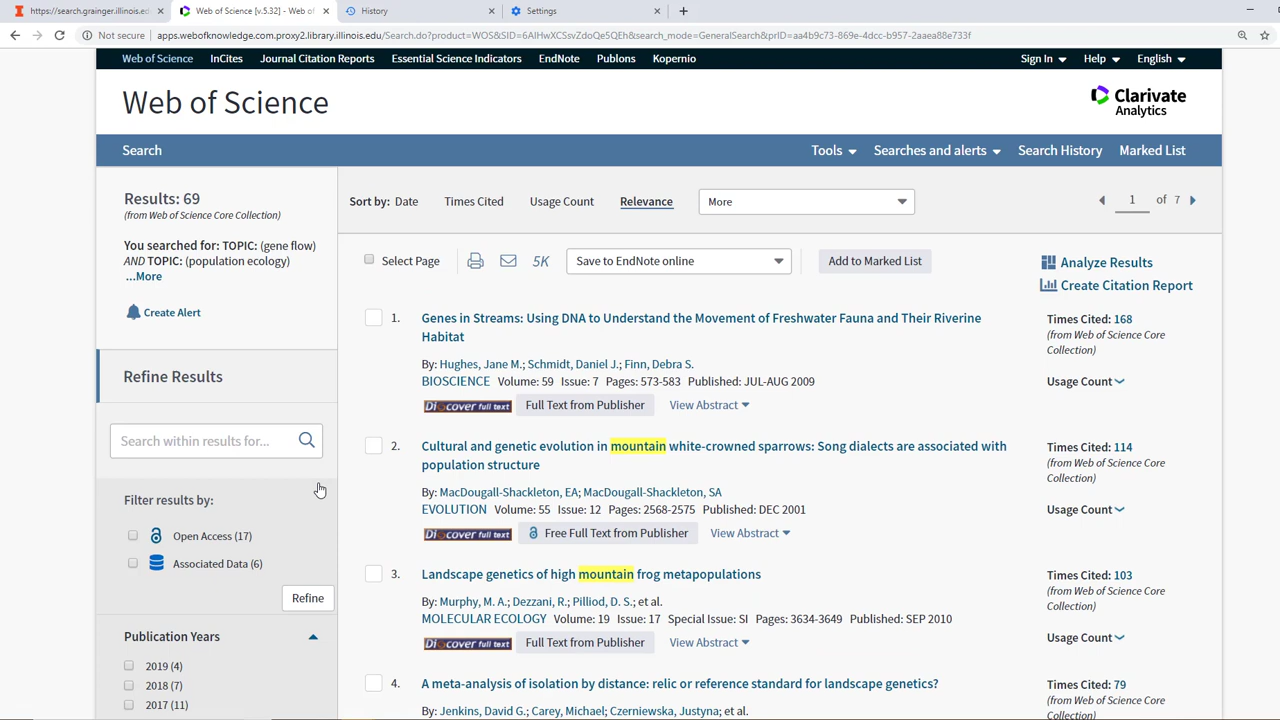 https://search.grainger.illinois.ed
Web of Science [v.5.32] - Web of
History
Settings
Not secure | apps.webofknowledge.com.proxy2.library.illinois.edu/Search.do?product=WOS&SID=6AIHwXCSsvZdoQe5QEh&search_mode=GeneralSearch&prID=aa4b9c73-869e-4dcc-b957-2aaea88e733f
Web of Science InCites Journal Citation Reports Essential Science Indicators EndNote Publons Kopernio Sign In Help English
Web of Science
Clarivate
Analytics
Search Tools Searches and alerts Search History Marked List
Results: 69
(from Web of Science Core Collection)
You searched for: TOPIC: (gene flow)
AND TOPIC: (population ecology)
...More
Create Alert
Refine Results
Search within results for...
Filter results by:
Open Access (17)
Associated Data (6)
Refine
Publication Years
2019 (4)
2018 (7)
2017 (11)
Sort by: Date Times Cited Usage Count Relevance More
1 of 7
Select Page 5K Save to EndNote online Add to Marked List
Analyze Results
Create Citation Report
1. Genes in Streams: Using DNA to Understand the Movement of Freshwater Fauna and Their Riverine
Habitat
By: Hughes, Jane M.; Schmidt, Daniel J.; Finn, Debra S.
BIOSCIENCE Volume: 59 Issue: 7 Pages: 573-583 Published: JUL-AUG 2009
Discover full text Full Text from Publisher View Abstract
Times Cited: 168
(from Web of Science Core
Collection)
Usage Count
2. Cultural and genetic evolution in mountain white-crowned sparrows: Song dialects are associated with
population structure
By: MacDougall-Shackleton, EA; MacDougall-Shackleton, SA
EVOLUTION Volume: 55 Issue: 12 Pages: 2568-2575 Published: DEC 2001
Discover full text Free Full Text from Publisher View Abstract
Times Cited: 114
(from Web of Science Core
Collection)
Usage Count
3. Landscape genetics of high mountain frog metapopulations
By: Murphy, M. A.; Dezzani, R.; Pilliod, D. S.; et al.
MOLECULAR ECOLOGY Volume: 19 Issue: 17 Special Issue: SI Pages: 3634-3649 Published: SEP 2010
Discover full text Full Text from Publisher View Abstract
Times Cited: 103
(from Web of Science Core
Collection)
Usage Count
4. A meta-analysis of isolation by distance: relic or reference standard for landscape genetics?
By: Jenkins, David G.; Carey, Michael; Czerniewska, Justyna; et al.
Times Cited: 79
(from Web of Science Core